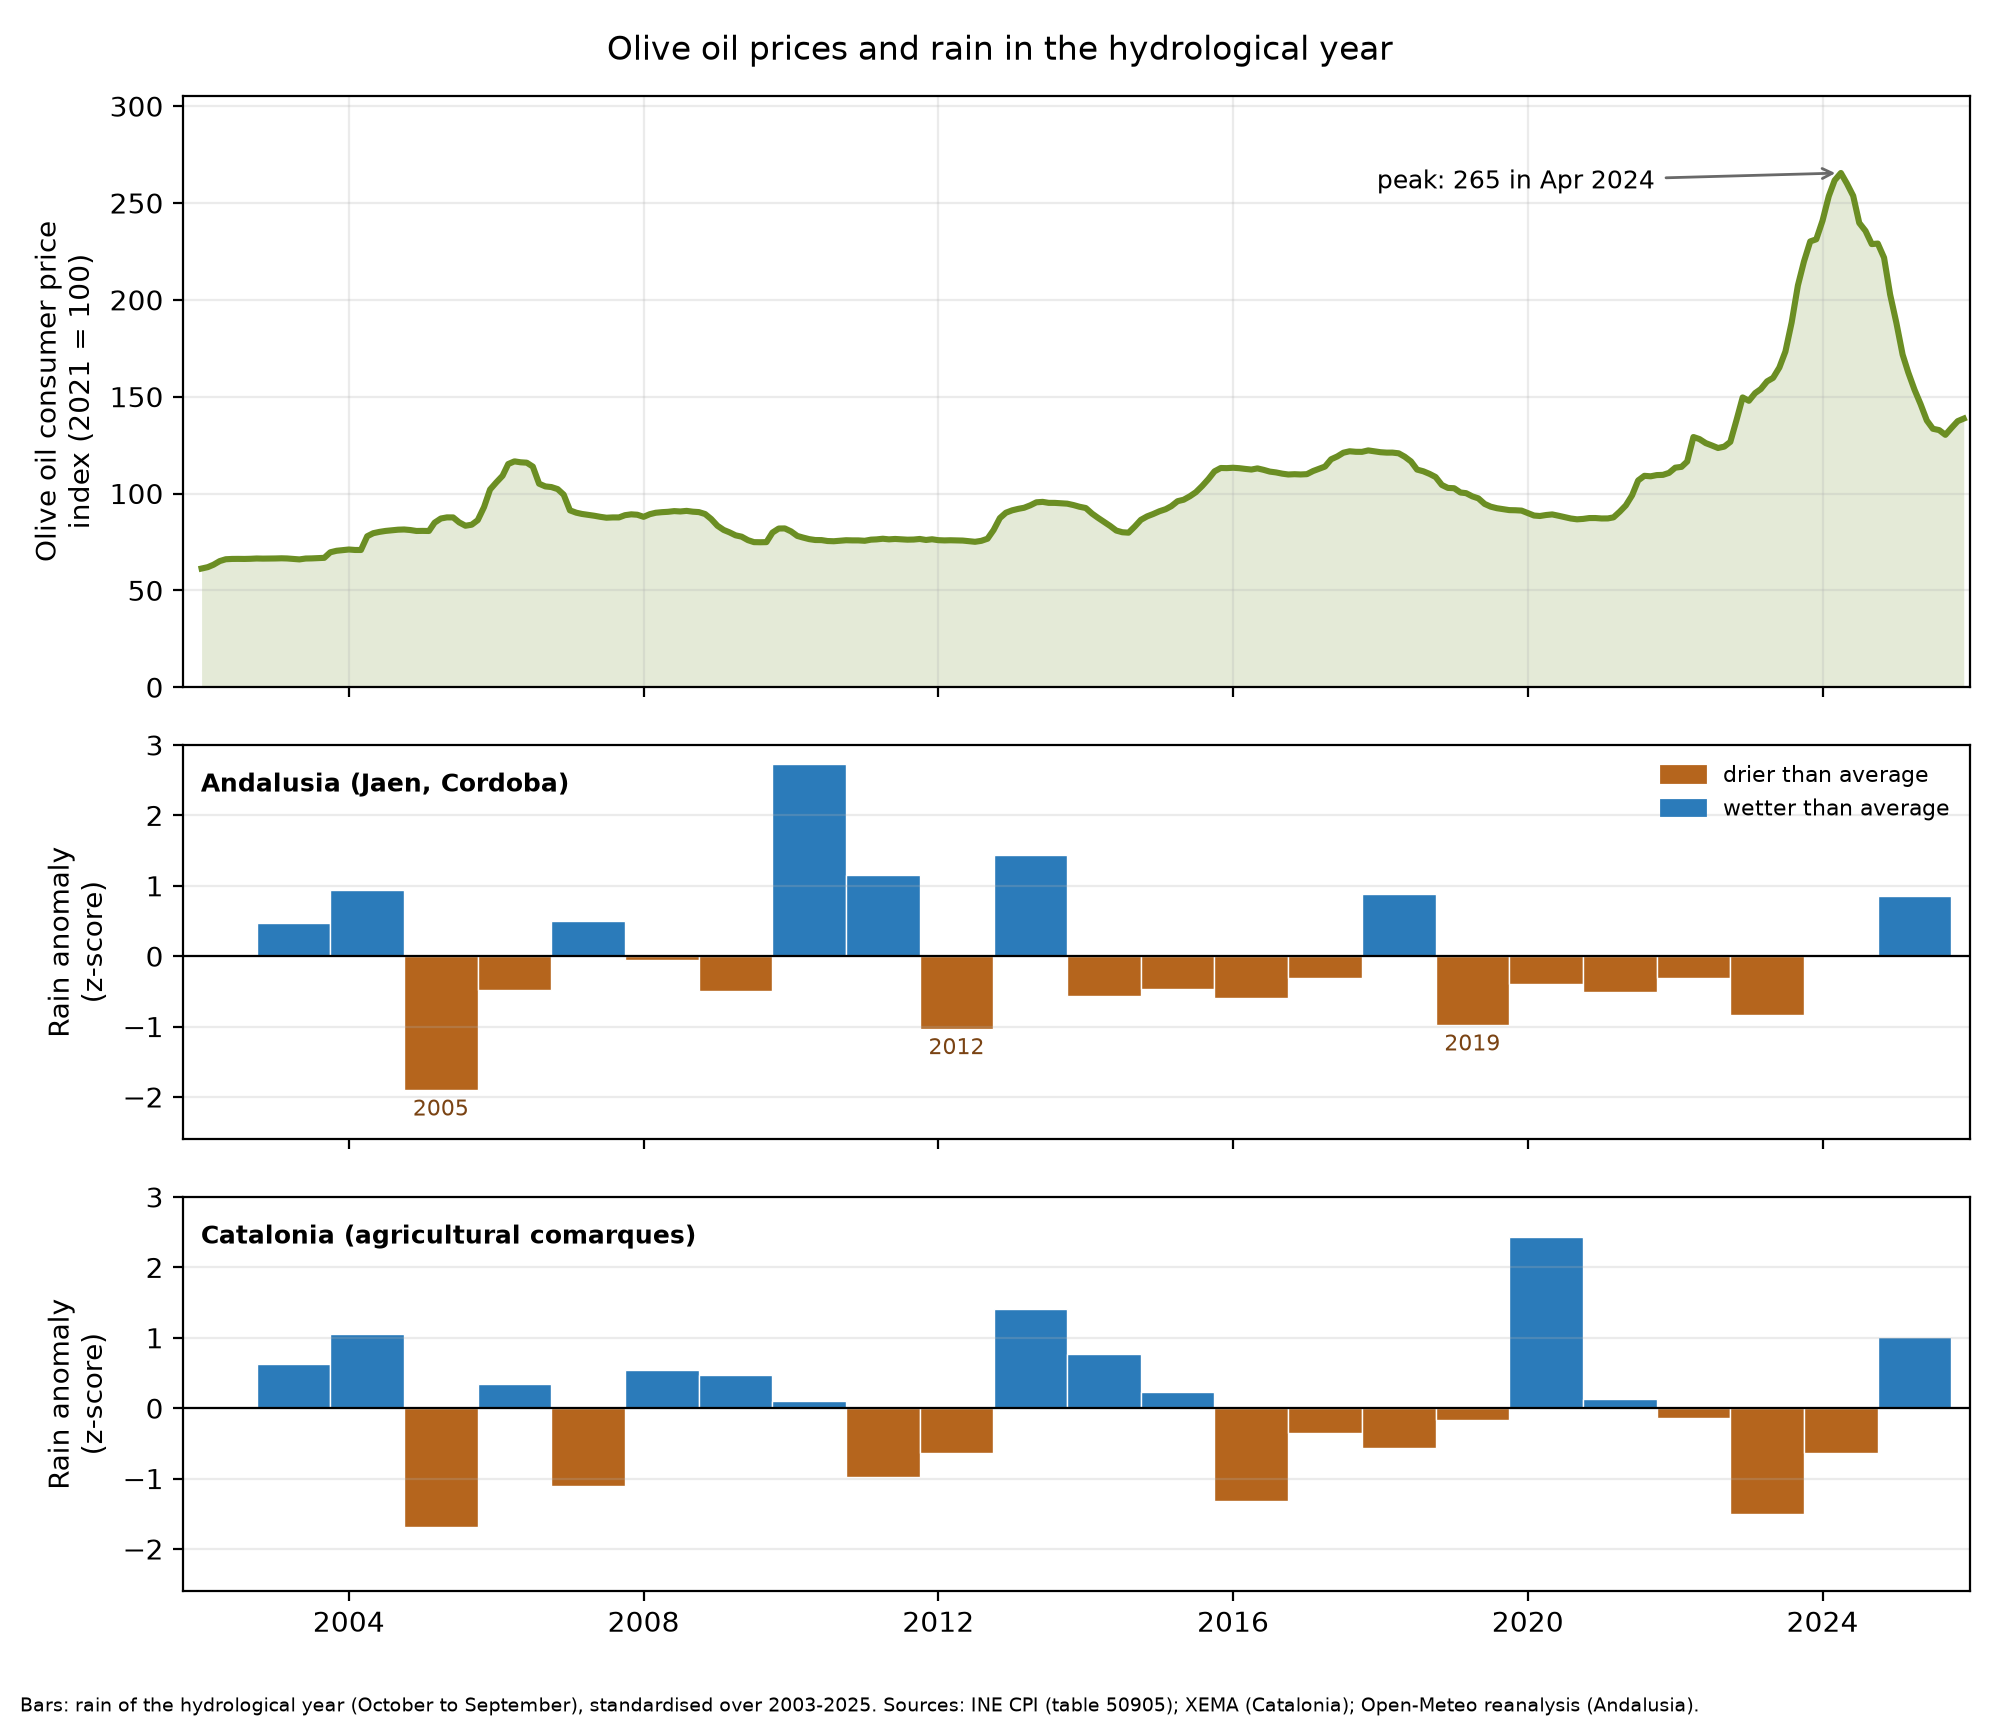 Olive oil prices and rain in the hydrological year
Olive oil consumer price
index (2021 = 100)
300
250
200
150
100
50
0
peak: 265 in Apr 2024
Rain anomaly
(z-score)
3
2
1
0
−1
−2
Andalusia (Jaen, Cordoba)
drier than average
wetter than average
2005
2012
2019
Rain anomaly
(z-score)
3
2
1
0
−1
−2
Catalonia (agricultural comarques)
2004
2008
2012
2016
2020
2024
Bars: rain of the hydrological year (October to September), standardised over 2003-2025. Sources: INE CPI (table 50905); XEMA (Catalonia); Open-Meteo reanalysis (Andalusia).